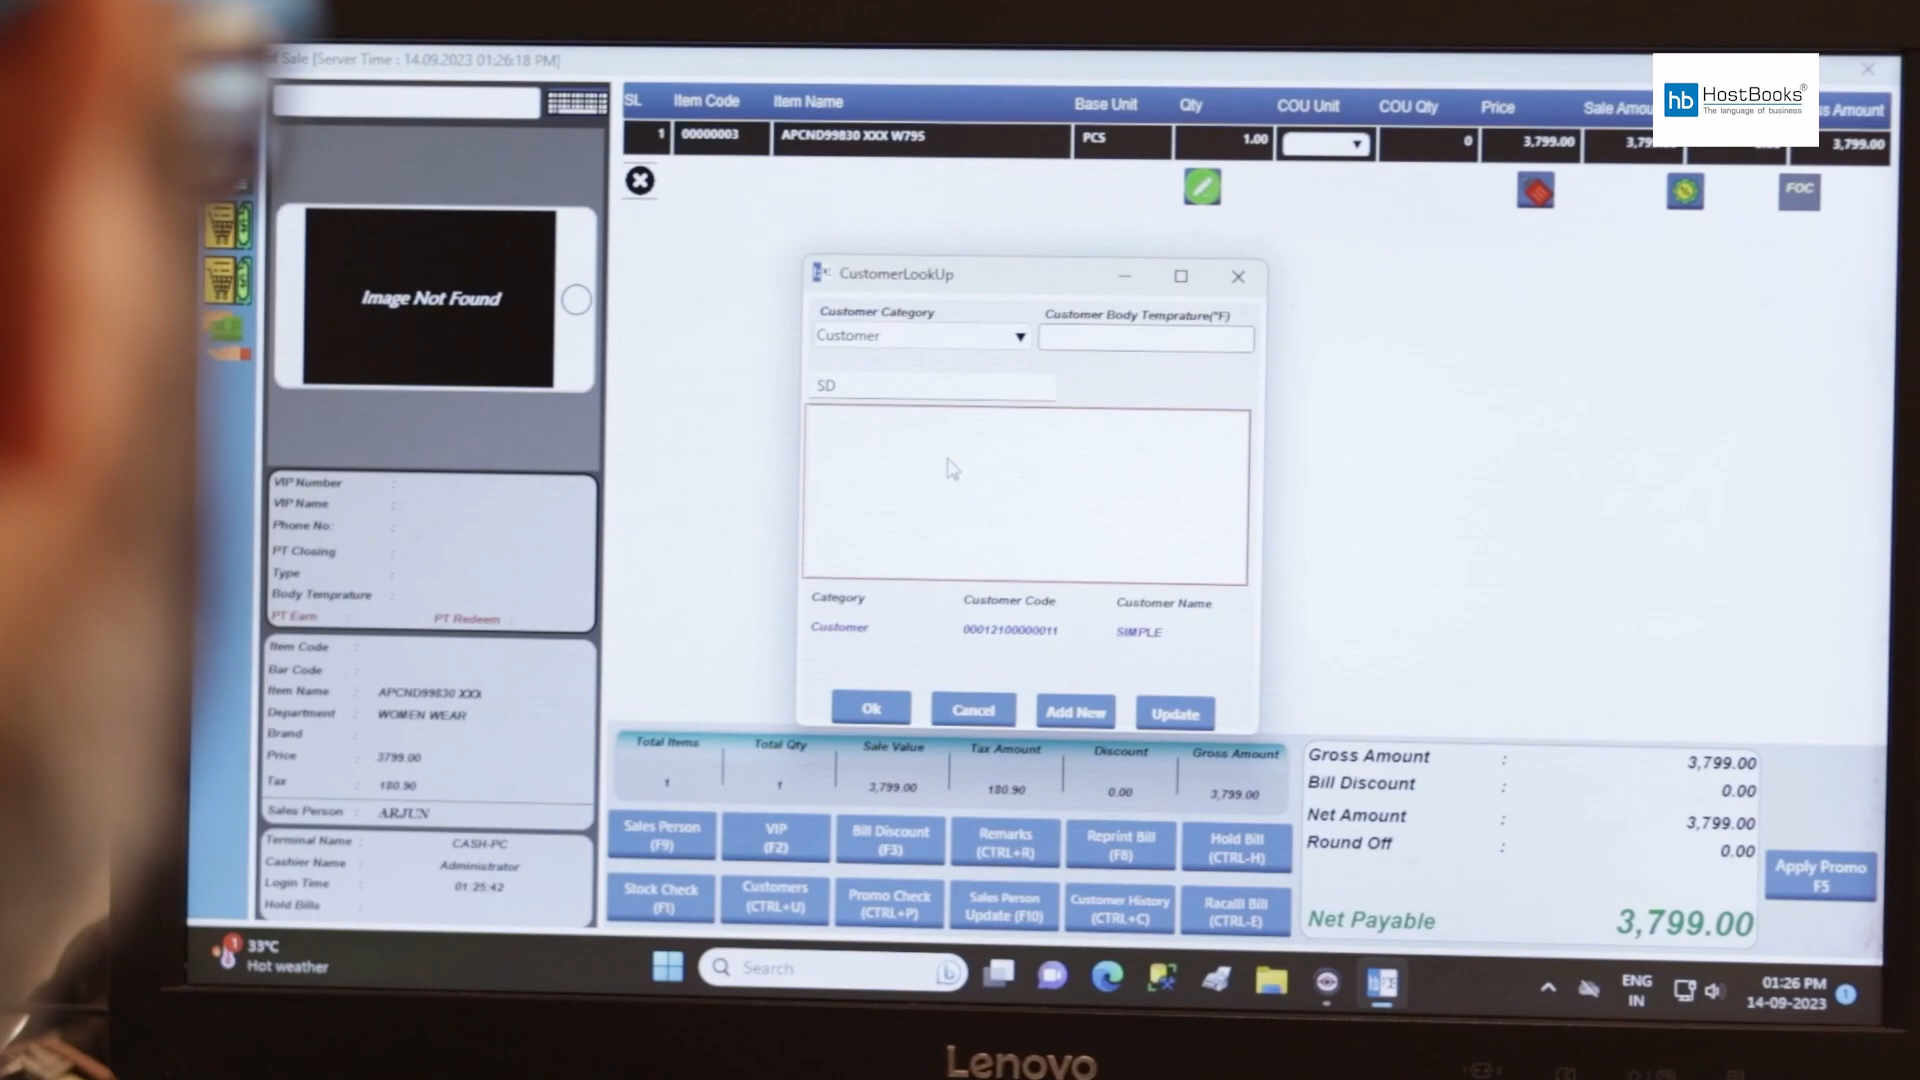 of Sale [Server Time : 14.09.2023 01:26:18 PM]
hb HostBooks®
The language of business
SL Item Code Item Name Base Unit Qty COU Unit COU Qty Price Sale Amou s Amount
1 00000003 APCND99830 XXX W795 PCS 1.00 0 3,799.00 3,79 3,799.00
FOC
Image Not Found
CustomerLookUp
Customer Category Customer Body Temprature(°F)
Customer
SD
Category Customer Code Customer Name
Customer 00012100000011 SIMPLE
Ok Cancel Add New Update
VIP Number :
VIP Name :
Phone No: :
PT Closing :
Type :
Body Temprature :
PT Earn : PT Redeem :
Item Code :
Bar Code :
Item Name : APCND99830 XXX
Department : WOMEN WEAR
Brand :
Price : 3799.00
Tax : 180.90
Sales Person : ARJUN
Terminal Name : CASH-PC
Cashier Name : Administrator
Login Time : 01:25:42
Hold Bills :
Total Items Total Qty Sale Value Tax Amount Discount Gross Amount
1 1 3,799.00 180.90 0.00 3,799.00
Sales Person (F9)
VIP (F2)
Bill Discount (F3)
Remarks (CTRL+R)
Reprint Bill (F8)
Hold Bill (CTRL-H)
Stock Check (F1)
Customers (CTRL+U)
Promo Check (CTRL+P)
Sales Person Update (F10)
Customer History (CTRL+C)
Racalll Bill (CTRL-E)
Gross Amount : 3,799.00
Bill Discount : 0.00
Net Amount : 3,799.00
Round Off : 0.00
Net Payable 3,799.00
Apply Promo F5
1 33°C
Hot weather
Search
ENG
IN
01:26 PM
14-09-2023
1
Lenovo